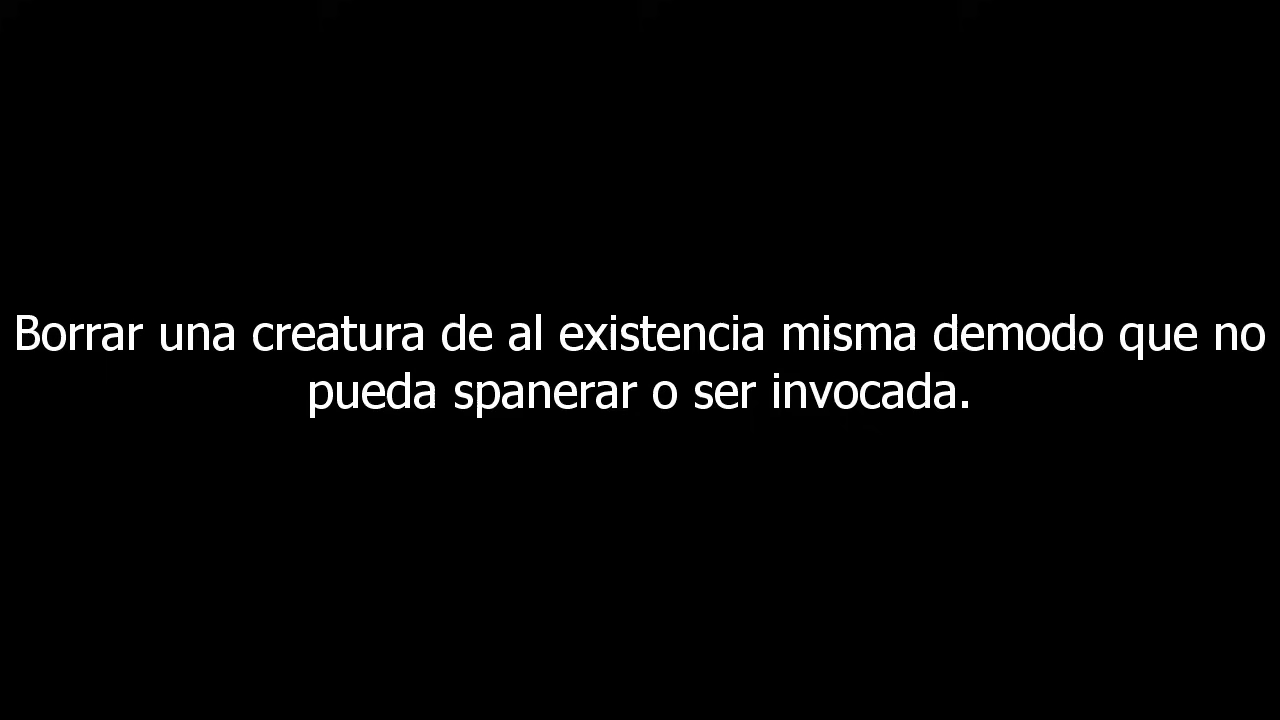 Borrar una creatura de al existencia misma demodo que no
pueda spanerar o ser invocada.